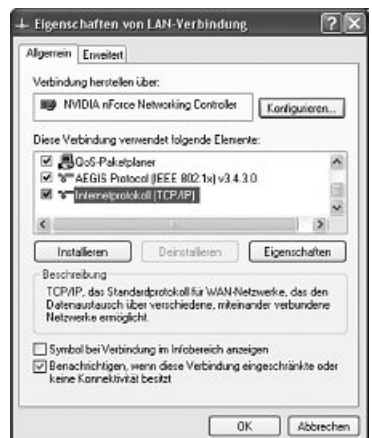 Eigenschaften von LAN-Verbindung
Allgemein Erweitert
Verbindung herstellen über:
NVIDIA nForce Networking Controller Konfigurieren...
Diese Verbindung verwendet folgende Elemente:
QoS-Paketplaner
AEGIS Protocol (IEEE 802.1x) v3.4.3.0
Internetprotokoll (TCP/IP)
Installieren Deinstallieren Eigenschaften
Beschreibung
TCP/IP, das Standardprotokoll für WAN-Netzwerke, das den
Datenaustausch über verschiedene, miteinander verbundene
Netzwerke ermöglicht.
Symbol bei Verbindung im Infobereich anzeigen
Benachrichtigen, wenn diese Verbindung eingeschränkte oder
keine Konnektivität besitzt
OK Abbrechen